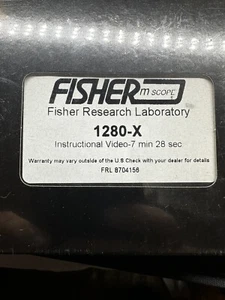 FISHER M SCOPE
Fisher Research Laboratory
1280-X
Instructional Video-7 min 28 sec
Warranty may vary outside of the U.S Check with your dealer for details
FRL 8704156